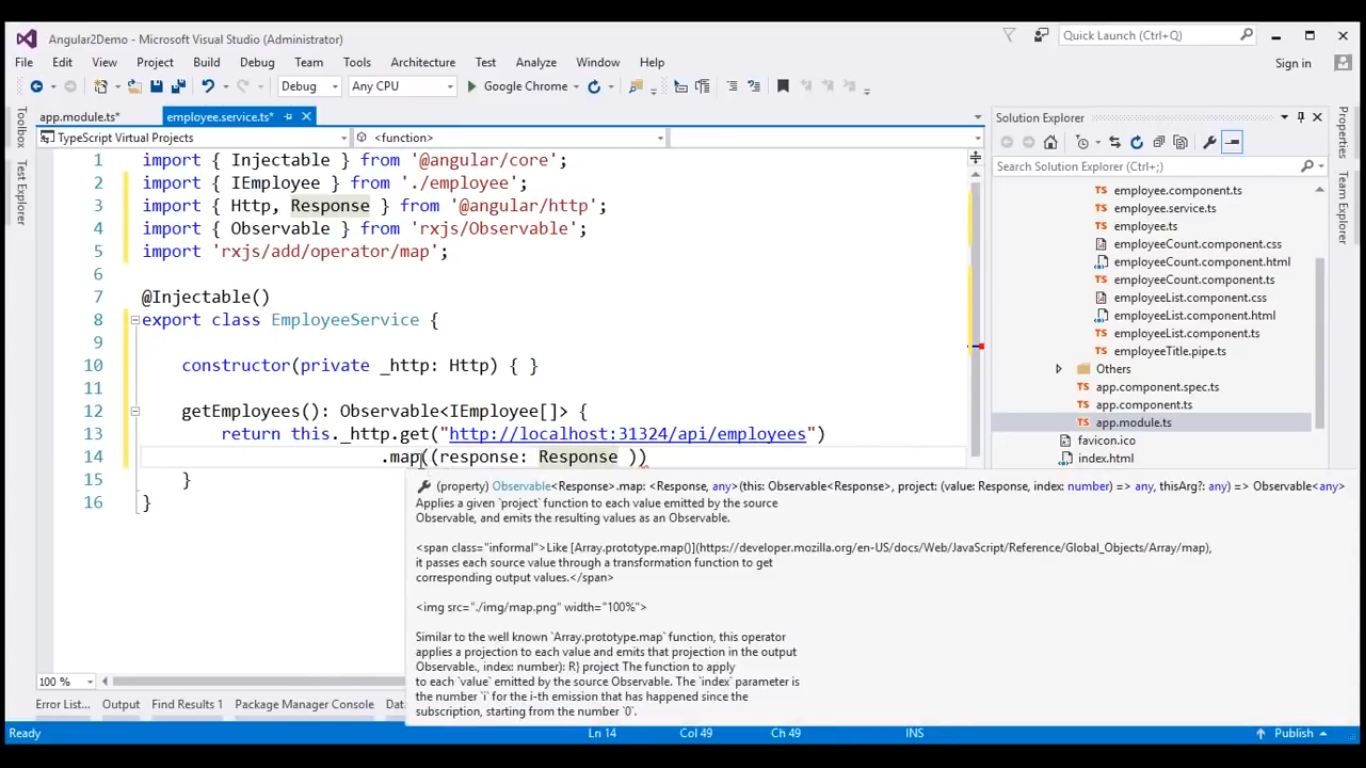 Angular2Demo - Microsoft Visual Studio (Administrator)
Quick Launch (Ctrl+Q)
File Edit View Project Build Debug Team Tools Architecture Test Analyze Window Help
Sign in
Debug Any CPU Google Chrome
app.module.ts* employee.service.ts*
Solution Explorer
TypeScript Virtual Projects <function>
Search Solution Explorer (Ctrl+;)
Toolbox
Test Explorer
Properties
Team Explorer
1 import { Injectable } from '@angular/core';
2 import { IEmployee } from './employee';
3 import { Http, Response } from '@angular/http';
4 import { Observable } from 'rxjs/Observable';
5 import 'rxjs/add/operator/map';
6
7 @Injectable()
8 export class EmployeeService {
9
10 constructor(private _http: Http) { }
11
12 getEmployees(): Observable<IEmployee[]> {
13 return this._http.get("http://localhost:31324/api/employees")
14 .map((response: Response ))
15 }
16 }
employee.component.ts
employee.service.ts
employee.ts
employeeCount.component.css
employeeCount.component.html
employeeCount.component.ts
employeeList.component.css
employeeList.component.html
employeeList.component.ts
employeeTitle.pipe.ts
Others
app.component.spec.ts
app.component.ts
app.module.ts
favicon.ico
index.html
(property) Observable<Response>.map: <Response, any>(this: Observable<Response>, project: (value: Response, index: number) => any, thisArg?: any) => Observable<any>
Applies a given `project` function to each value emitted by the source
Observable, and emits the resulting values as an Observable.
<span class="informal">Like [Array.prototype.map()](https://developer.mozilla.org/en-US/docs/Web/JavaScript/Reference/Global_Objects/Array/map),
it passes each source value through a transformation function to get
corresponding output values.</span>
<img src="./img/map.png" width="100%">
Similar to the well known `Array.prototype.map` function, this operator
applies a projection to each value and emits that projection in the output
Observable., index: number): R} project The function to apply
to each `value` emitted by the source Observable. The `index` parameter is
the number `i` for the i-th emission that has happened since the
subscription, starting from the number `0`.
100 %
Error List... Output Find Results 1 Package Manager Console Dat
Ready Ln 14 Col 49 Ch 49 INS Publish